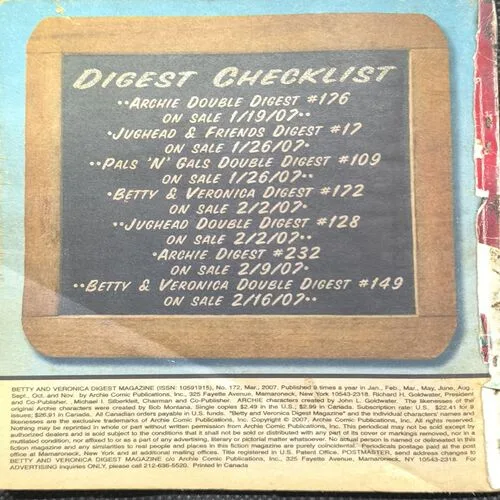 DIGEST CHECKLIST
••ARCHIE DOUBLE DIGEST #176
ON SALE 1/19/07••
•JUGHEAD & FRIENDS DIGEST #17
ON SALE 1/26/07•
••PALS 'N' GALS DOUBLE DIGEST #109
ON SALE 1/26/07••
•BETTY & VERONICA DIGEST #172
ON SALE 2/2/07•
••JUGHEAD DOUBLE DIGEST #128
ON SALE 2/2/07••
•ARCHIE DIGEST #232
ON SALE 2/9/07•
••BETTY & VERONICA DOUBLE DIGEST #149
ON SALE 2/16/07••
BETTY AND VERONICA DIGEST MAGAZINE (ISSN: 10591915), No. 172, Mar., 2007. Published 9 times a year in Jan., Feb., Mar., May, June, Aug.,
Sept., Oct. and Nov. by Archie Comic Publications, Inc., 325 Fayette Avenue, Mamaroneck, New York 10543-2318. Richard H. Goldwater, President
and Co-Publisher. Michael I. Silberkleit, Chairman and Co-Publisher. ARCHIE characters created by John L. Goldwater. The likenesses of the
original Archie characters were created by Bob Montana. Single copies $2.49 in the U.S.; $2.99 in Canada. Subscription rate: U.S. $22.41 for 9
issues; $26.91 in Canada. All Canadian orders payable in U.S. funds. "Betty and Veronica Digest Magazine" and the individual characters' names and
likenesses are the exclusive trademarks of Archie Comic Publications, Inc. Copyright © 2007, Archie Comic Publications, Inc. All rights reserved.
Nothing may be reprinted in whole or part without written permission from Archie Comic Publications, Inc. This periodical may not be sold except by
authorized dealers and is sold subject to the conditions that it shall not be sold or distributed with any part of its cover or markings removed, nor in a
mutilated condition, nor affixed to or as a part of any advertising, literary or pictorial matter whatsoever. No actual person is named or delineated in this
fiction magazine and any similarities to real people and places in this fiction magazine are purely coincidental. Periodicals postage paid at the post
office at Mamaroneck, New York and at additional mailing offices. Title registered in U.S. Patent Office. POSTMASTER, send address changes to
BETTY AND VERONICA DIGEST MAGAZINE c/o Archie Comic Publications, Inc., 325 Fayette Avenue, Mamaroneck, NY 10543-2318. For
ADVERTISING inquiries ONLY, please call 212-636-5520. Printed in Canada